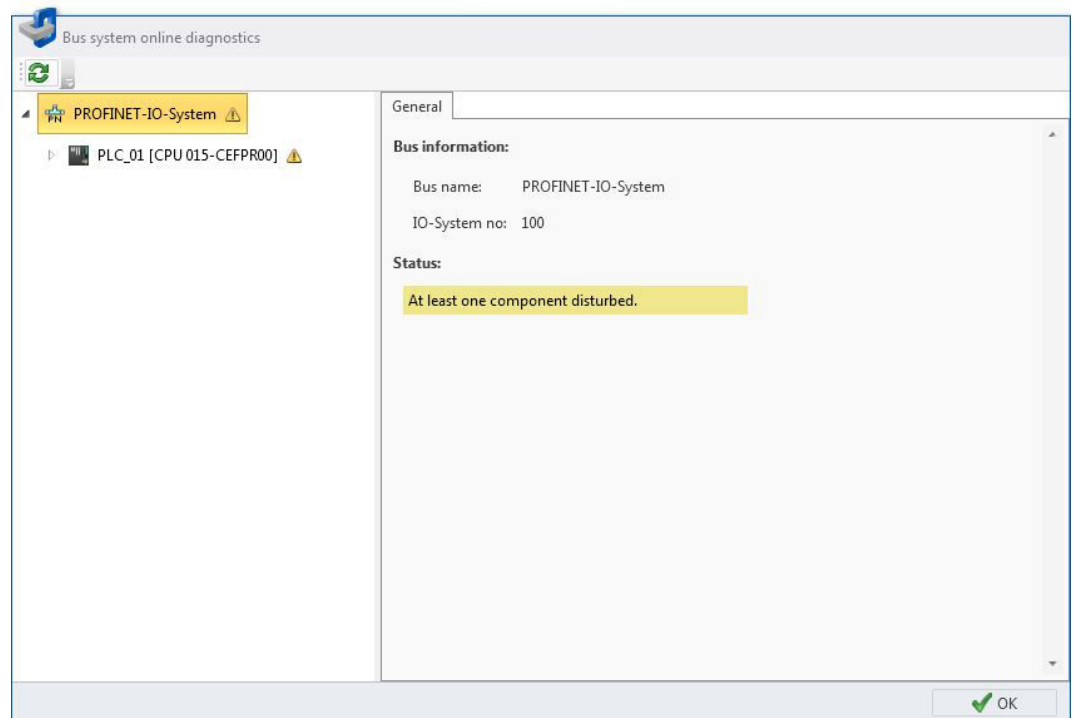 Bus system online diagnostics
PN PROFINET-IO-System
PLC_01 [CPU 015-CEFPR00]
General
Bus information:
Bus name: PROFINET-IO-System
IO-System no: 100
Status:
At least one component disturbed.
OK